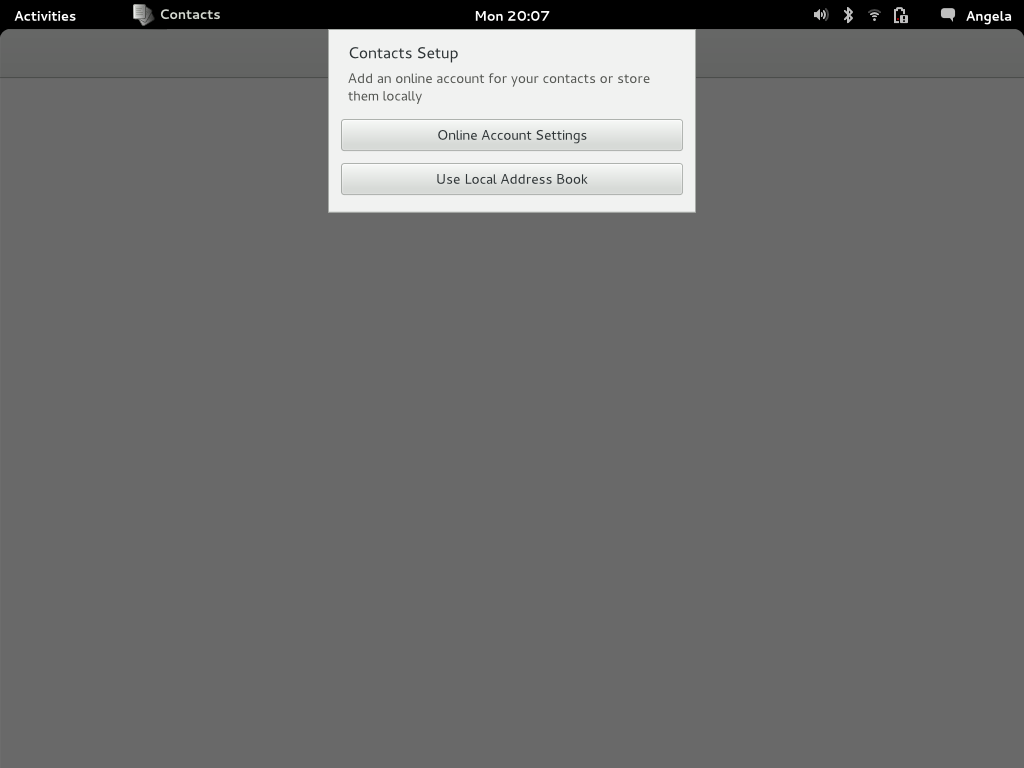 Activities Contacts Mon 20:07 Angela
Contacts Setup
Add an online account for your contacts or store
them locally
Online Account Settings
Use Local Address Book